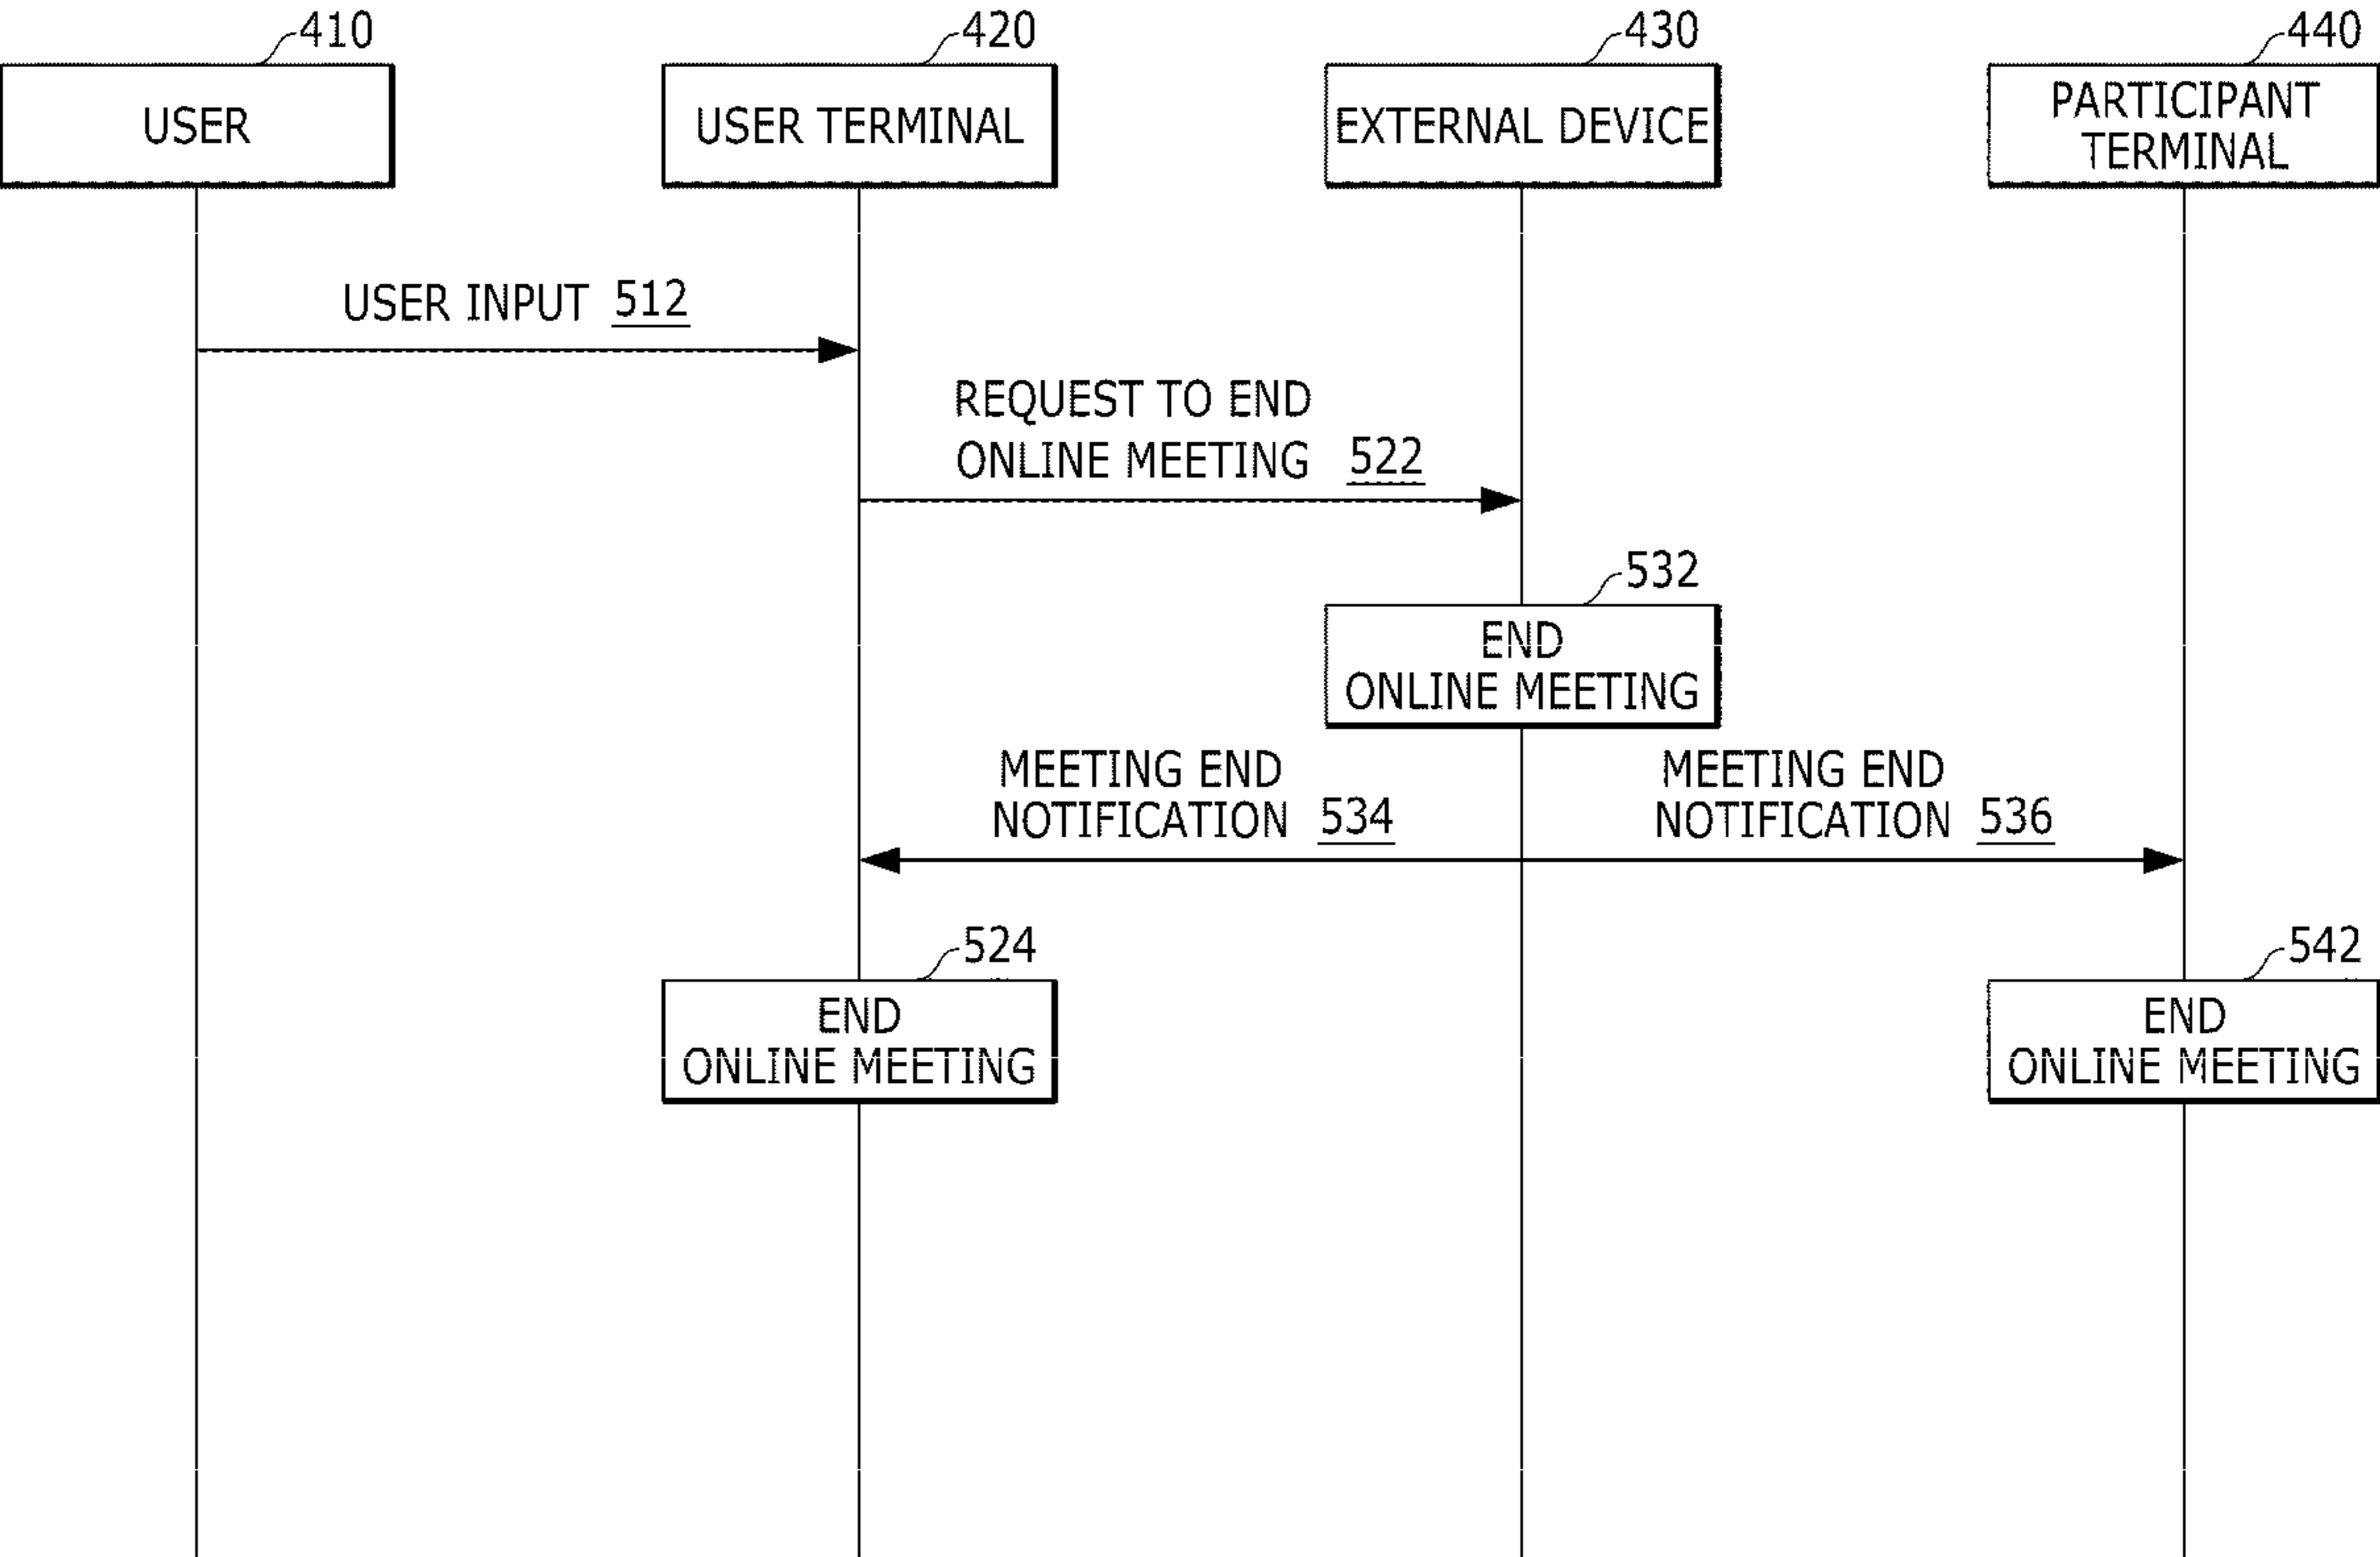 410
420
430
440
USER
USER TERMINAL
EXTERNAL DEVICE
PARTICIPANT
TERMINAL
USER INPUT 512
REQUEST TO END
ONLINE MEETING 522
532
END
ONLINE MEETING
MEETING END
NOTIFICATION 534
MEETING END
NOTIFICATION 536
524
END
ONLINE MEETING
542
END
ONLINE MEETING